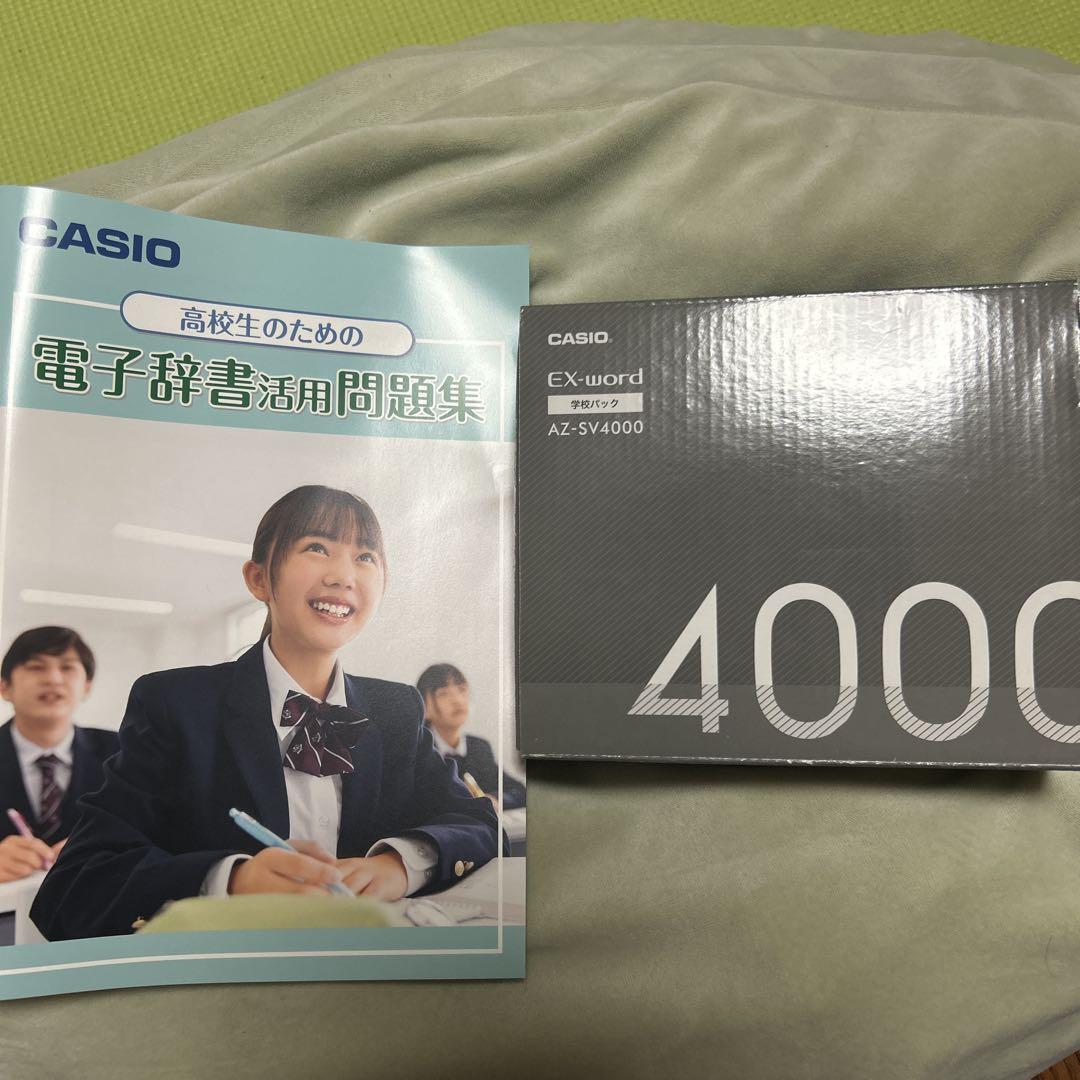 CASIO
高校生のための
電子辞書活用問題集
CASIO
EX-word
学校パック
AZ-SV4000
4000